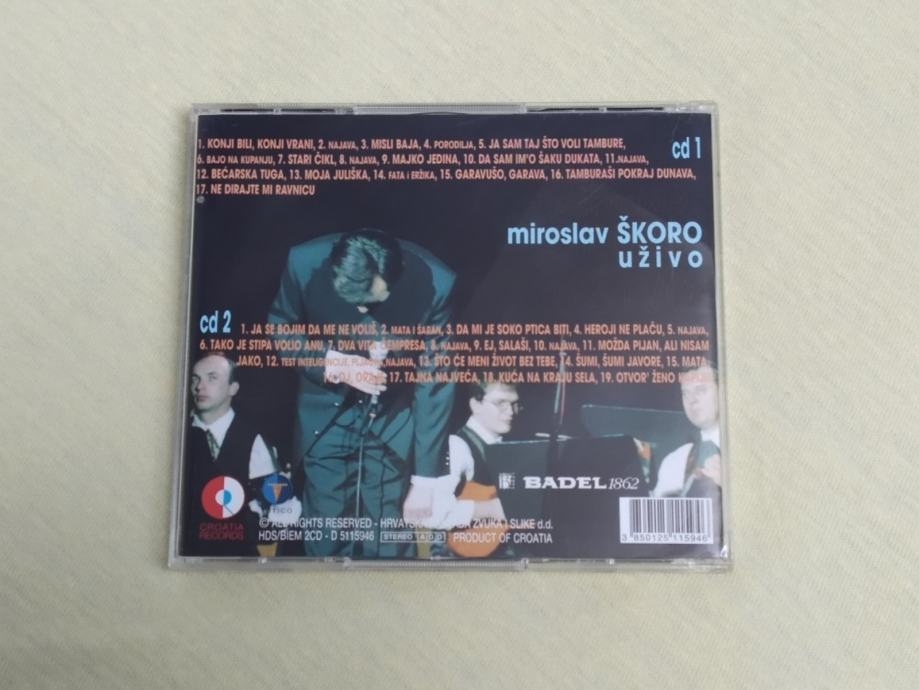 1. KONJI BILI, KONJI VRANI, 2. NAJAVA, 3. MISLI BAJA, 4. PORODILJA, 5. JA SAM TAJ ŠTO VOLI TAMBURE,
6. BAJO NA KUPANJU, 7. STARI ČIKL, 8. NAJAVA, 9. MAJKO JEDINA, 10. DA SAM IM'O ŠAKU DUKATA, 11.NAJAVA,
12. BEĆARSKA TUGA, 13. MOJA JULIŠKA, 14. FATA i ERŽIKA, 15. GARAVUŠO, GARAVA, 16. TAMBURAŠI POKRAJ DUNAVA,
17. NE DIRAJTE MI RAVNICU
cd 1
miroslav ŠKORO
uživo
cd 2
1. JA SE BOJIM DA ME NE VOLIŠ, 2. MATA I ŠARAN, 3. DA MI JE SOKO PTICA BITI, 4. HEROJI NE PLAČU, 5. NAJAVA,
6. TAKO JE STIPA VOLIO ANU, 7. DVA VITA ČEMPRESA, 8. NAJAVA, 9. EJ, SALAŠI, 10. NAJAVA, 11. MOŽDA PIJAN, ALI NISAM
JAKO, 12. TEST INTELIGENCIJE, NAJAVA, 13. ŠTO ĆE MENI ŽIVOT BEZ TEBE, 14. ŠUMI, ŠUMI JAVORE, 15. MATA,
17. TAJNA NAJVEĆA, 18. KUĆA NA KRAJU SELA, 19. OTVOR' ŽENO
BADEL 1862
CROATIA
RECORDS
© ALL RIGHTS RESERVED - HRVATSKA ZVUKA I SLIKE d.d.
HDS/BIEM 2CD - D 5115946 STEREO ADD PRODUCT OF CROATIA
3 850125 115946